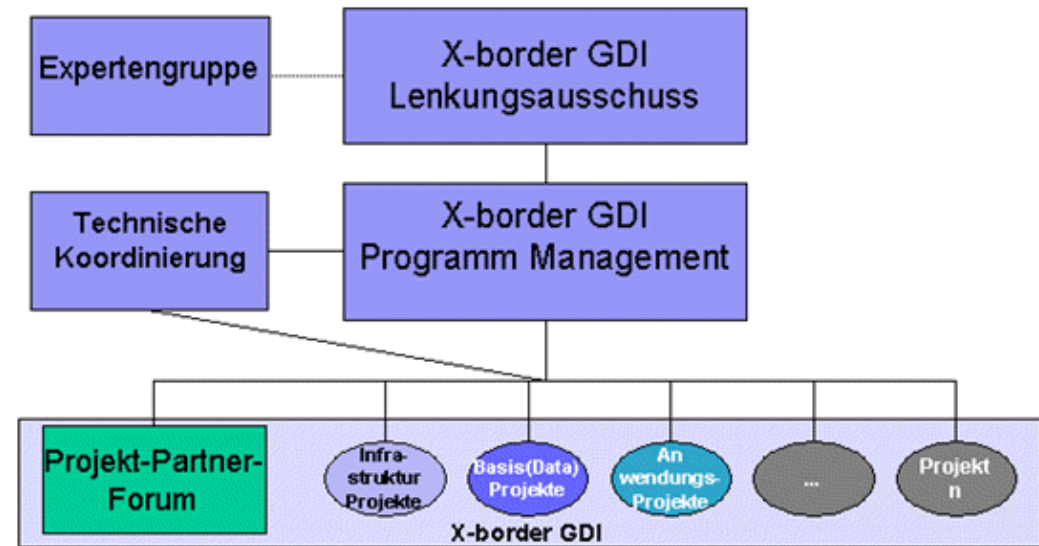 Expertengruppe
X-border GDI
Lenkungsausschuss
Technische
Koordinierung
X-border GDI
Programm Management
Projekt-Partner-
Forum
Infra-
struktur
Projekte
Basis(Data)
Projekte
An
wendungs-
Projekte
...
Projekt
n
X-border GDI